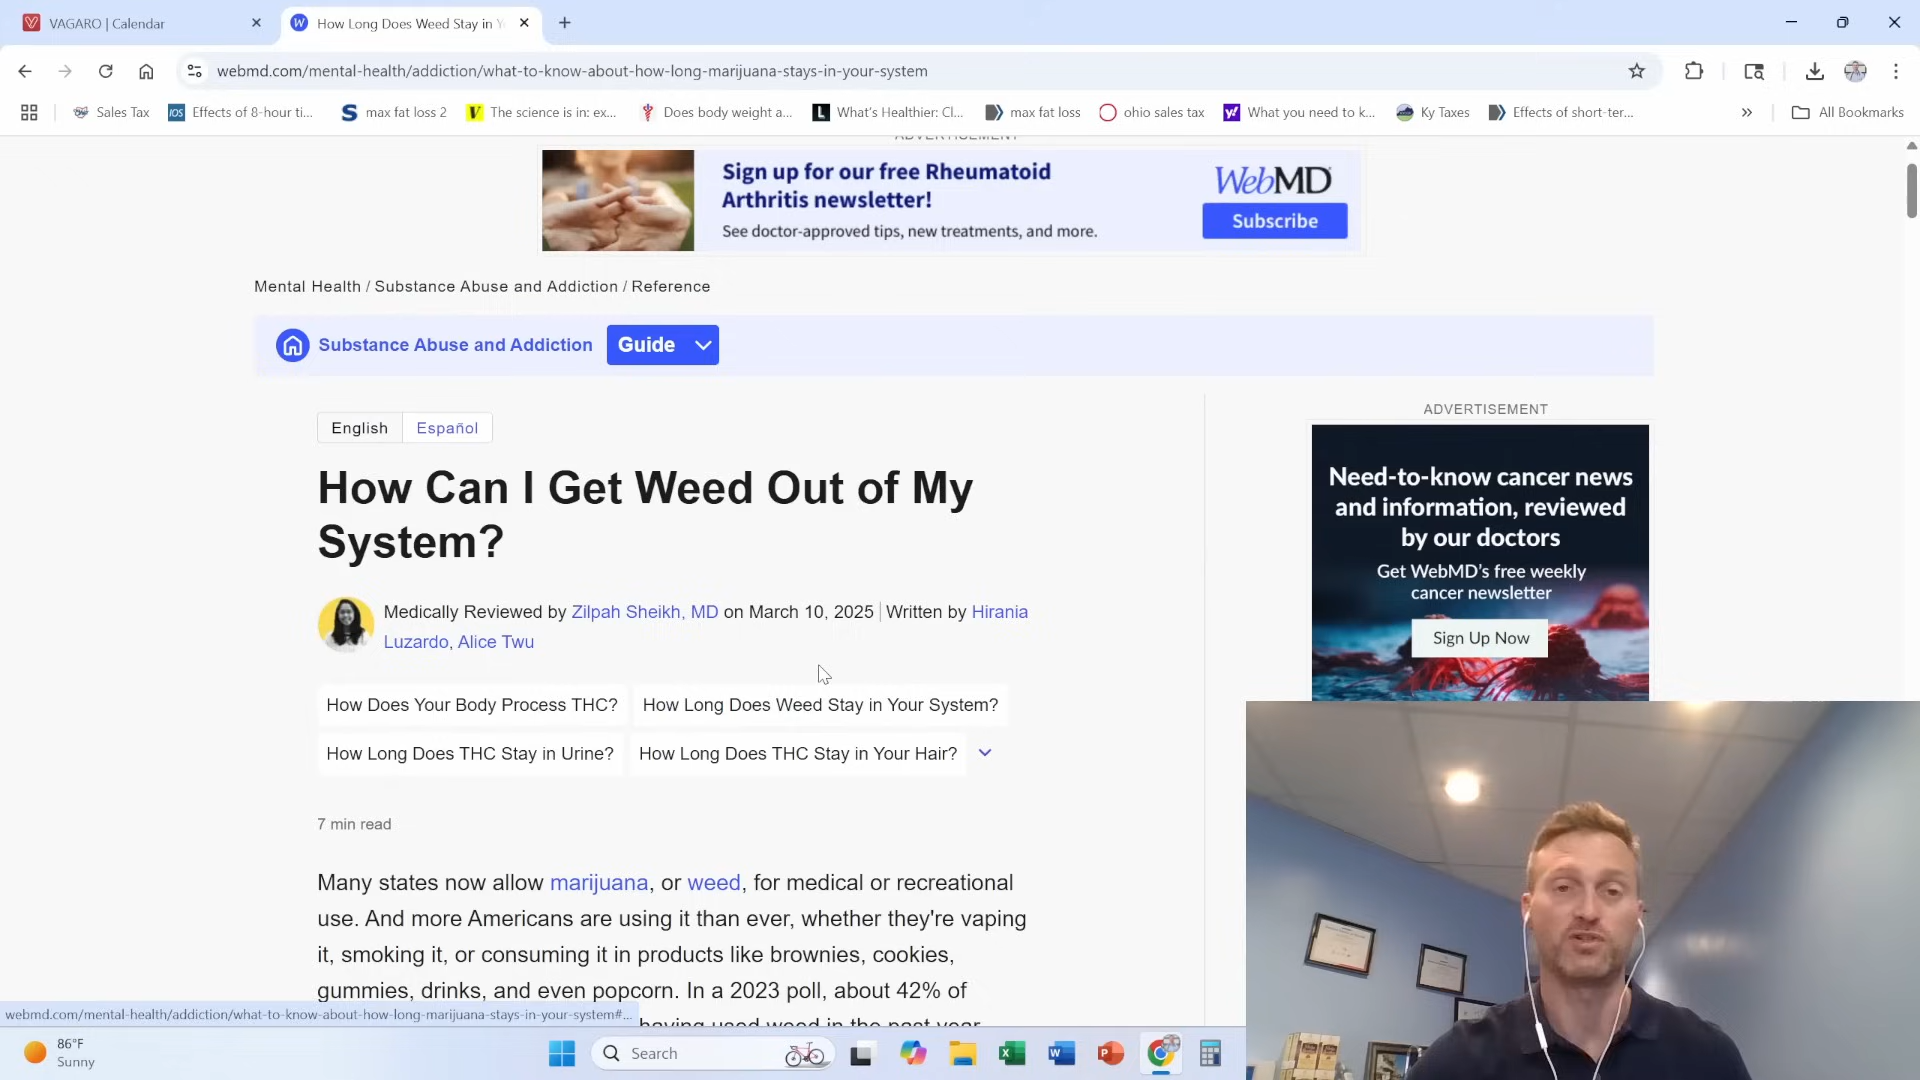 VAGARO | Calendar
How Long Does Weed Stay in Y
webmd.com/mental-health/addiction/what-to-know-about-how-long-marijuana-stays-in-your-system
Sales Tax
Effects of 8-hour ti...
max fat loss 2
The science is in: ex...
Does body weight a...
What's Healthier: Cl...
max fat loss
ohio sales tax
What you need to k...
Ky Taxes
Effects of short-ter...
All Bookmarks
ADVERTISEMENT
Sign up for our free Rheumatoid
Arthritis newsletter!
See doctor-approved tips, new treatments, and more.
WebMD
Subscribe
Mental Health / Substance Abuse and Addiction / Reference
Substance Abuse and Addiction
Guide
English
Español
How Can I Get Weed Out of My
System?
Medically Reviewed by Zilpah Sheikh, MD on March 10, 2025 | Written by Hirania
Luzardo, Alice Twu
How Does Your Body Process THC?
How Long Does Weed Stay in Your System?
How Long Does THC Stay in Urine?
How Long Does THC Stay in Your Hair?
7 min read
Many states now allow marijuana, or weed, for medical or recreational
use. And more Americans are using it than ever, whether they're vaping
it, smoking it, or consuming it in products like brownies, cookies,
gummies, drinks, and even popcorn. In a 2023 poll, about 42% of
having used weed in the past year
ADVERTISEMENT
Need-to-know cancer news
and information, reviewed
by our doctors
Get WebMD's free weekly
cancer newsletter
Sign Up Now
webmd.com/mental-health/addiction/what-to-know-about-how-long-marijuana-stays-in-your-system#...
86°F
Sunny
Search